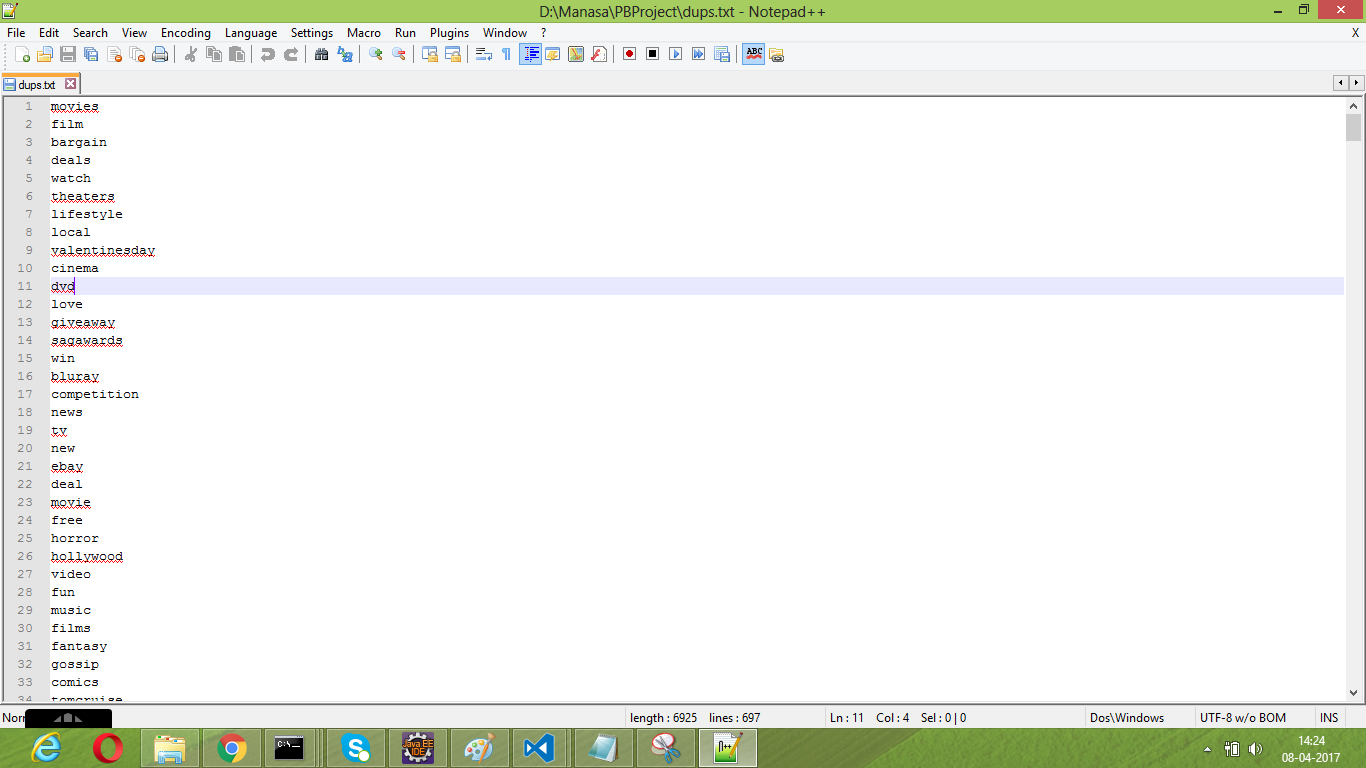 D:\Manasa\PBProject\dups.txt - Notepad++
File Edit Search View Encoding Language Settings Macro Run Plugins Window ? X
ABC
dups.txt
1 movies
2 film
3 bargain
4 deals
5 watch
6 theaters
7 lifestyle
8 local
9 valentinesday
10 cinema
11 dvd
12 love
13 giveaway
14 sagawards
15 win
16 bluray
17 competition
18 news
19 tv
20 new
21 ebay
22 deal
23 movie
24 free
25 horror
26 hollywood
27 video
28 fun
29 music
30 films
31 fantasy
32 gossip
33 comics
34 tomcruise
length : 6925 lines : 697 Ln : 11 Col : 4 Sel : 0 | 0 Dos\Windows UTF-8 w/o BOM INS
Java EE
IDE
14:24
08-04-2017